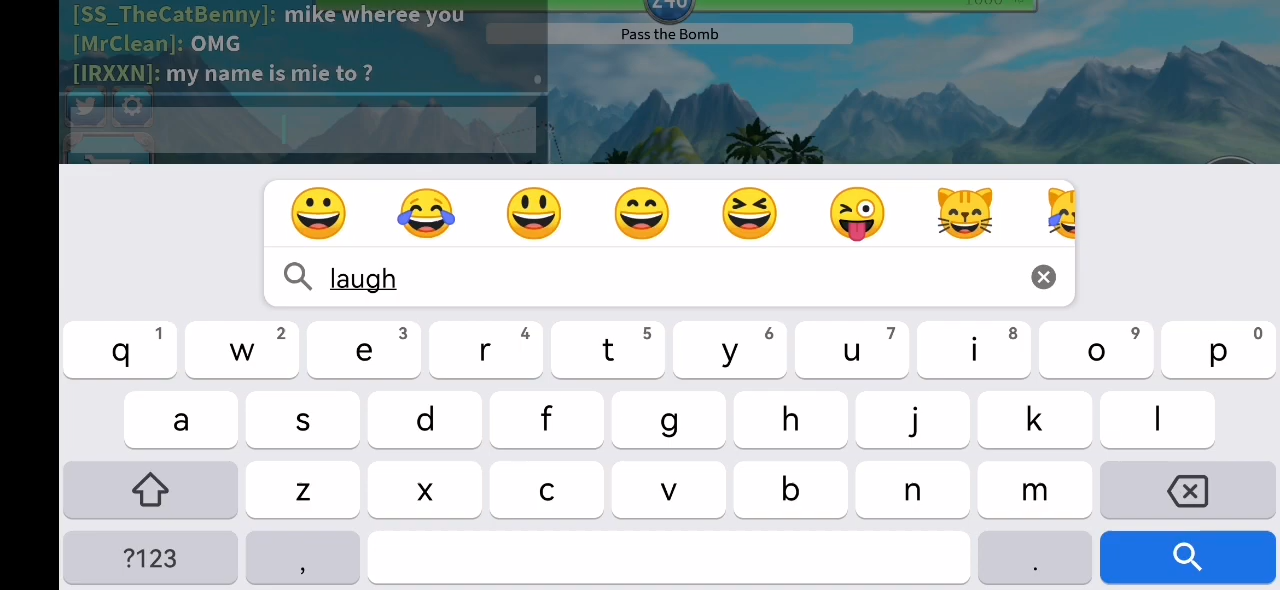 [SS_TheCatBenny]: mike wheree you
[MrClean]: OMG
[IRXXN]: my name is mie to ?
240
Pass the Bomb
laugh
q 1 w 2 e 3 r 4 t 5 y 6 u 7 i 8 o 9 p 0
a s d f g h j k l
z x c v b n m
?123 , .